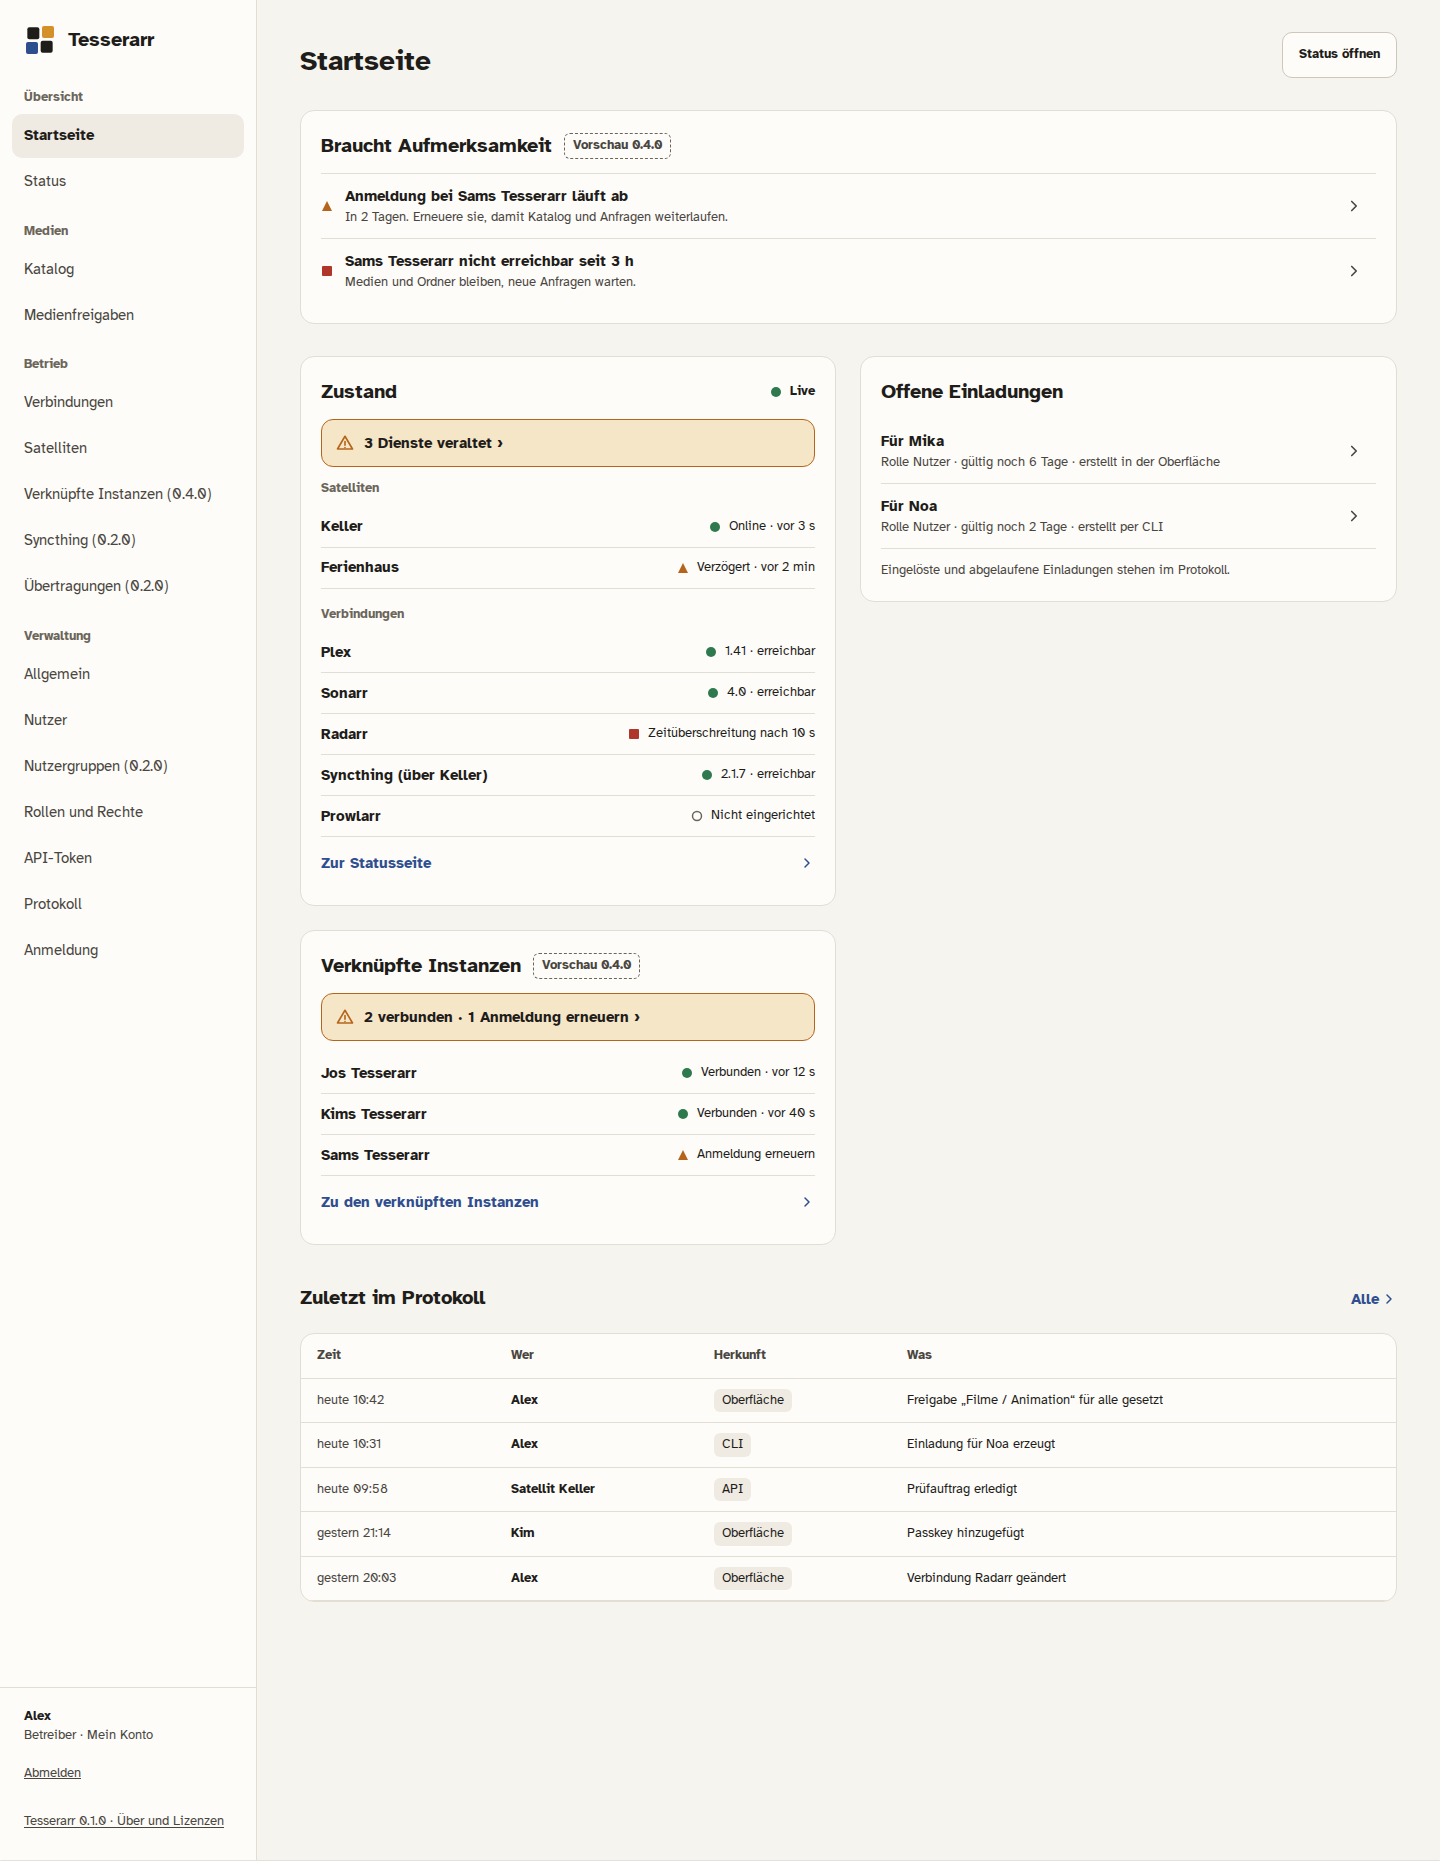 Tesserarr
Übersicht
Startseite
Status
Medien
Katalog
Medienfreigaben
Betrieb
Verbindungen
Satelliten
Verknüpfte Instanzen (0.4.0)
Syncthing (0.2.0)
Übertragungen (0.2.0)
Verwaltung
Allgemein
Nutzer
Nutzergruppen (0.2.0)
Rollen und Rechte
API-Token
Protokoll
Anmeldung
Alex
Betreiber · Mein Konto
Abmelden
Tesserarr 0.1.0 · Über und Lizenzen
Startseite
Status öffnen
Braucht Aufmerksamkeit Vorschau 0.4.0
Anmeldung bei Sams Tesserarr läuft ab
In 2 Tagen. Erneuere sie, damit Katalog und Anfragen weiterlaufen.
Sams Tesserarr nicht erreichbar seit 3 h
Medien und Ordner bleiben, neue Anfragen warten.
Zustand Live
3 Dienste veraltet ›
Satelliten
Keller Online · vor 3 s
Ferienhaus Verzögert · vor 2 min
Verbindungen
Plex 1.41 · erreichbar
Sonarr 4.0 · erreichbar
Radarr Zeitüberschreitung nach 10 s
Syncthing (über Keller) 2.1.7 · erreichbar
Prowlarr Nicht eingerichtet
Zur Statusseite
Offene Einladungen
Für Mika
Rolle Nutzer · gültig noch 6 Tage · erstellt in der Oberfläche
Für Noa
Rolle Nutzer · gültig noch 2 Tage · erstellt per CLI
Eingelöste und abgelaufene Einladungen stehen im Protokoll.
Verknüpfte Instanzen Vorschau 0.4.0
2 verbunden · 1 Anmeldung erneuern ›
Jos Tesserarr Verbunden · vor 12 s
Kims Tesserarr Verbunden · vor 40 s
Sams Tesserarr Anmeldung erneuern
Zu den verknüpften Instanzen
Zuletzt im Protokoll Alle
Zeit Wer Herkunft Was
heute 10:42 Alex Oberfläche Freigabe „Filme / Animation“ für alle gesetzt
heute 10:31 Alex CLI Einladung für Noa erzeugt
heute 09:58 Satellit Keller API Prüfauftrag erledigt
gestern 21:14 Kim Oberfläche Passkey hinzugefügt
gestern 20:03 Alex Oberfläche Verbindung Radarr geändert